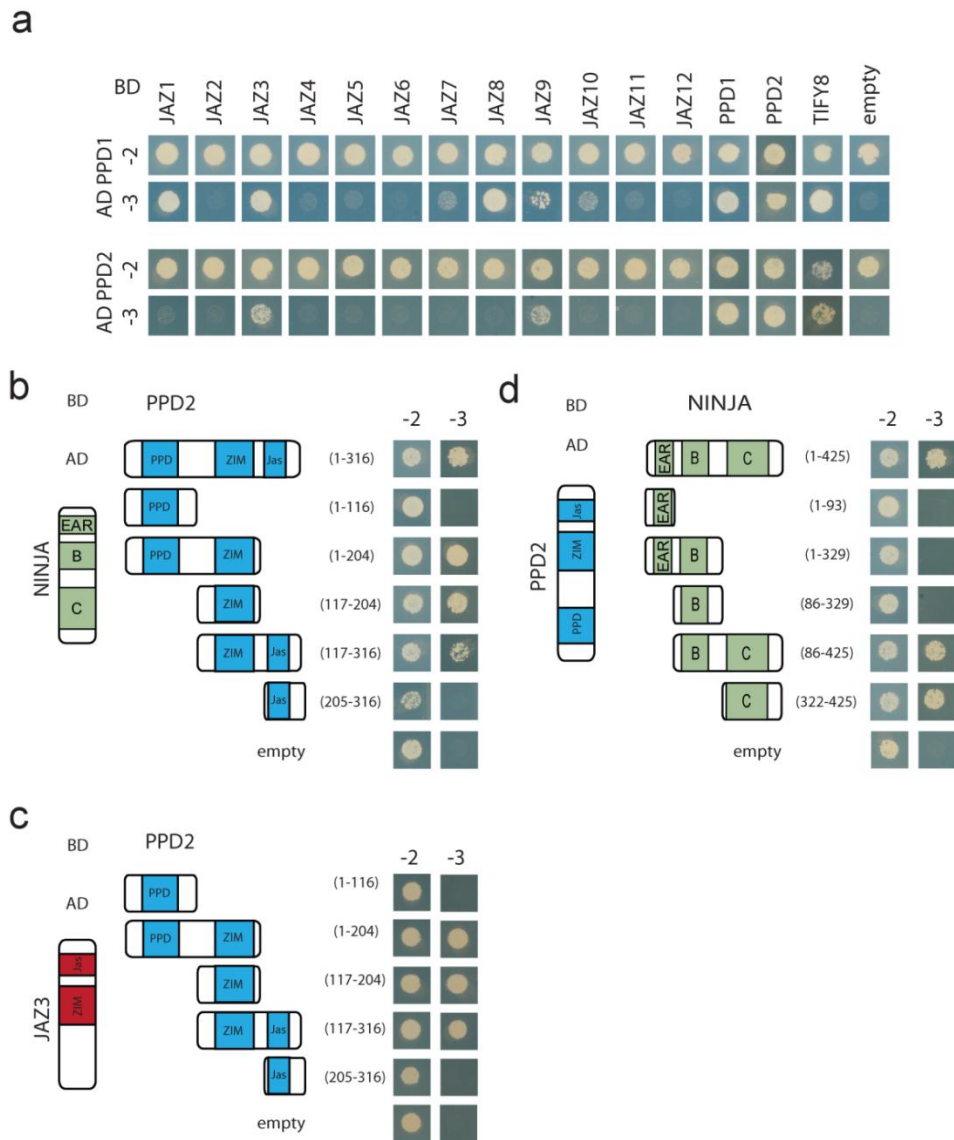 a
BD JAZ1 JAZ2 JAZ3 JAZ4 JAZ5 JAZ6 JAZ7 JAZ8 JAZ9 JAZ10 JAZ11 JAZ12 PPD1 PPD2 TIFY8 empty
AD PPD1 -2
-3
AD PPD2 -2
-3
b
BD PPD2
-2 -3
AD
NINJA
EAR
B
C
PPD ZIM Jas (1-316)
PPD (1-116)
PPD ZIM (1-204)
ZIM (117-204)
ZIM Jas (117-316)
Jas (205-316)
empty
d
BD NINJA
-2 -3
AD
PPD2
Jas
ZIM
PPD
EAR B C (1-425)
EAR (1-93)
EAR B (1-329)
B (86-329)
B C (86-425)
C (322-425)
empty
c
BD PPD2
-2 -3
AD
JAZ3
Jas
ZIM
PPD (1-116)
PPD ZIM (1-204)
ZIM (117-204)
ZIM Jas (117-316)
Jas (205-316)
empty